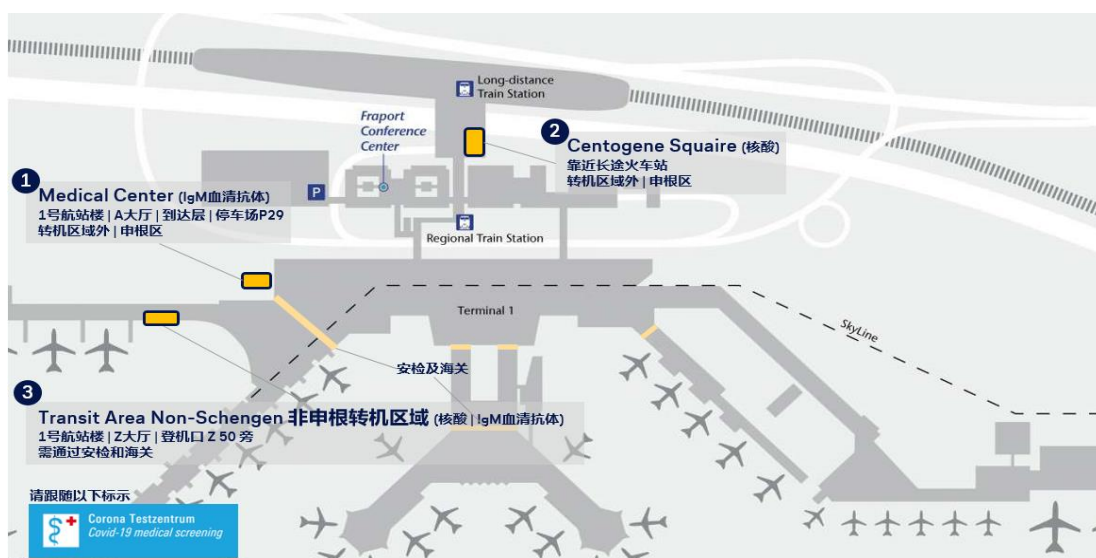 Long-distance
Train Station
Fraport
Conference
Center
2
Centogene Squaire (核酸)
靠近长途火车站
转机区域外 | 申根区
1
Medical Center (IgM血清抗体)
1号航站楼 | A大厅 | 到达层 | 停车场P29
转机区域外 | 申根区
P
Regional Train Station
Terminal 1
SkyLine
安检及海关
3
Transit Area Non-Schengen 非申根转机区域 (核酸 | IgM血清抗体)
1号航站楼 | Z大厅 | 登机口 Z 50 旁
需通过安检和海关
请跟随以下标示
Corona Testzentrum
Covid-19 medical screening